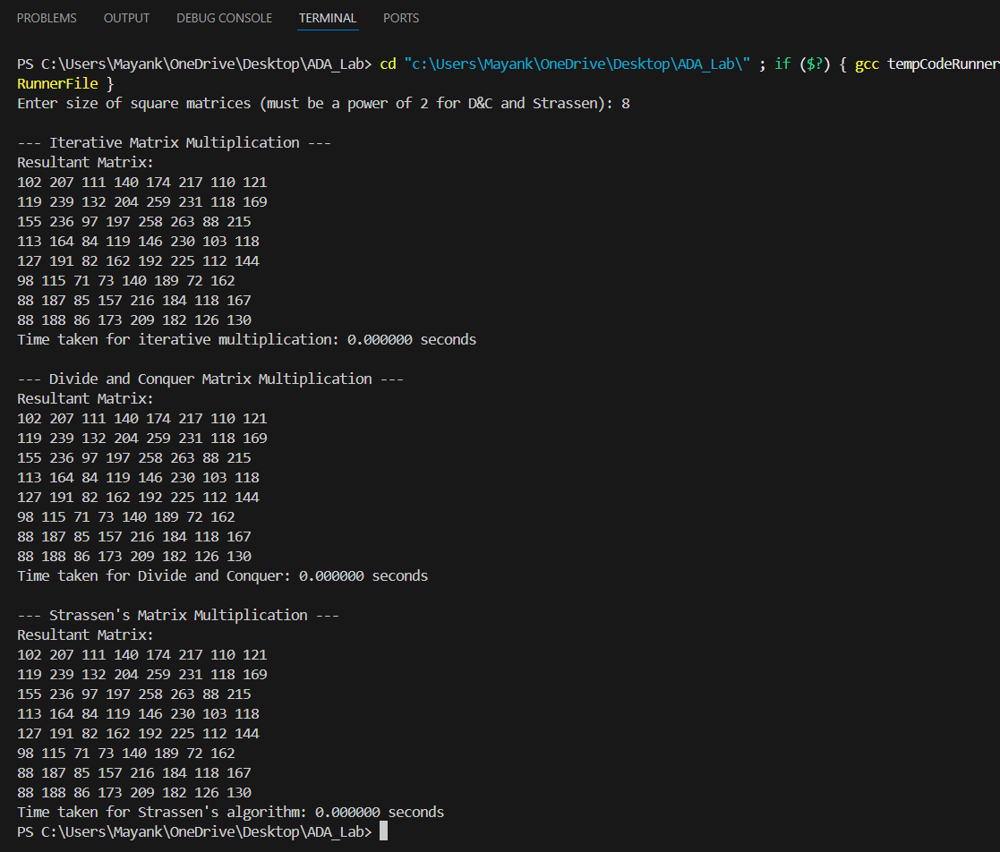 PROBLEMS OUTPUT DEBUG CONSOLE TERMINAL PORTS
PS C:\Users\Mayank\OneDrive\Desktop\ADA_Lab> cd "c:\Users\Mayank\OneDrive\Desktop\ADA_Lab\" ; if ($?) { gcc tempCodeRunner
RunnerFile }
Enter size of square matrices (must be a power of 2 for D&C and Strassen): 8
--- Iterative Matrix Multiplication ---
Resultant Matrix:
102 207 111 140 174 217 110 121
119 239 132 204 259 231 118 169
155 236 97 197 258 263 88 215
113 164 84 119 146 230 103 118
127 191 82 162 192 225 112 144
98 115 71 73 140 189 72 162
88 187 85 157 216 184 118 167
88 188 86 173 209 182 126 130
Time taken for iterative multiplication: 0.000000 seconds
--- Divide and Conquer Matrix Multiplication ---
Resultant Matrix:
102 207 111 140 174 217 110 121
119 239 132 204 259 231 118 169
155 236 97 197 258 263 88 215
113 164 84 119 146 230 103 118
127 191 82 162 192 225 112 144
98 115 71 73 140 189 72 162
88 187 85 157 216 184 118 167
88 188 86 173 209 182 126 130
Time taken for Divide and Conquer: 0.000000 seconds
--- Strassen's Matrix Multiplication ---
Resultant Matrix:
102 207 111 140 174 217 110 121
119 239 132 204 259 231 118 169
155 236 97 197 258 263 88 215
113 164 84 119 146 230 103 118
127 191 82 162 192 225 112 144
98 115 71 73 140 189 72 162
88 187 85 157 216 184 118 167
88 188 86 173 209 182 126 130
Time taken for Strassen's algorithm: 0.000000 seconds
PS C:\Users\Mayank\OneDrive\Desktop\ADA_Lab>